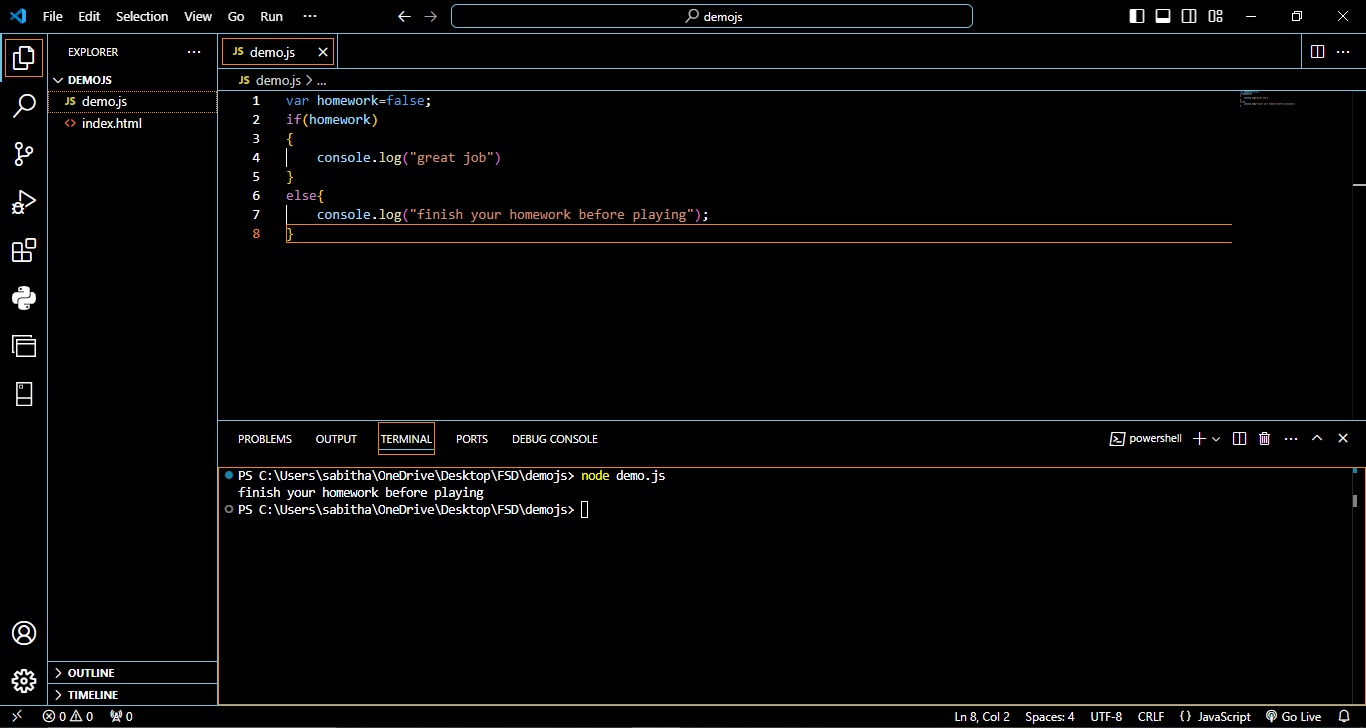 File Edit Selection View Go Run ··· demojs
EXPLORER ···
DEMOJS
JS demo.js
<> index.html
OUTLINE
TIMELINE
JS demo.js
JS demo.js > ...
1 var homework=false;
2 if(homework)
3 {
4 console.log("great job")
5 }
6 else{
7 console.log("finish your homework before playing");
8 }
PROBLEMS OUTPUT TERMINAL PORTS DEBUG CONSOLE powershell
PS C:\Users\sabitha\OneDrive\Desktop\FSD\demojs> node demo.js
finish your homework before playing
PS C:\Users\sabitha\OneDrive\Desktop\FSD\demojs>
0 0 0 Ln 8, Col 2 Spaces: 4 UTF-8 CRLF {} JavaScript Go Live